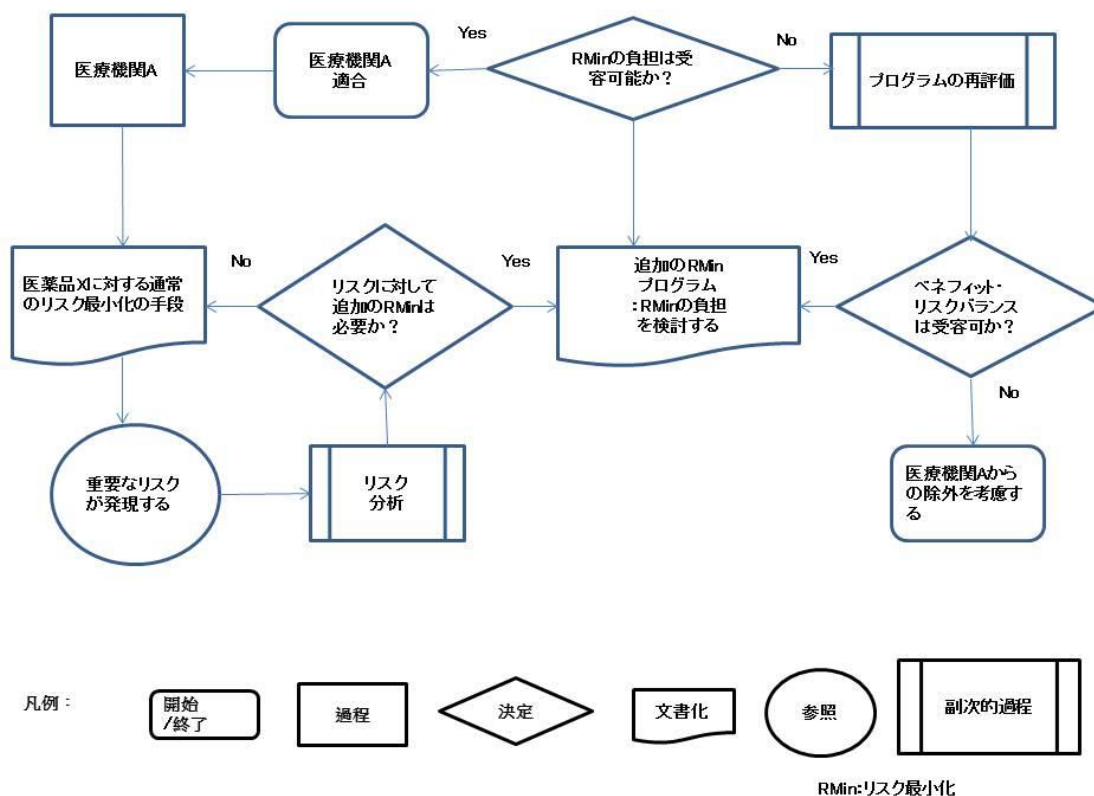 医療機関A
医療機関A
適合
Yes
RMinの負担は受
容可能か?
No
プログラムの再評価
医薬品Xに対する通常
のリスク最小化の手段
No
リスクに対して
追加のRMinは
必要か?
Yes
追加のRMin
プログラム
:RMinの負担
を検討する
Yes
ベネフィット・
リスクバランス
は受容可か?
No
重要なリスク
が発現する
リスク
分析
医療機関Aから
の除外を考慮す
る
凡例:
開始
/終了
過程
決定
文書化
参照
副次的過程
RMin:リスク最小化